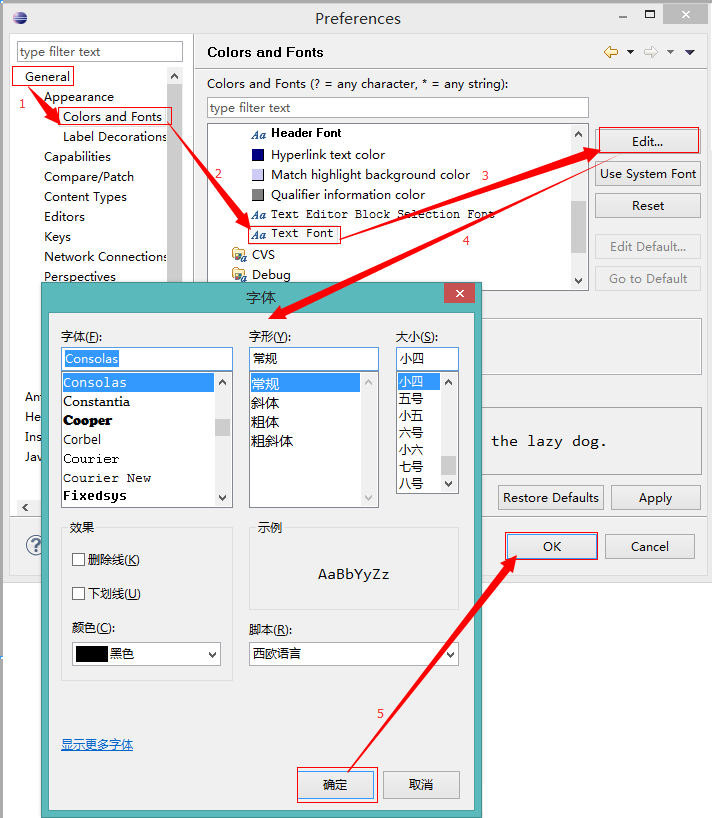 Preferences
type filter text
General
1
Appearance
Colors and Fonts
Label Decorations
Capabilities
Compare/Patch
Content Types
Editors
Keys
Network Connections
Perspectives
An
He
Ins
Jav
Colors and Fonts
Colors and Fonts (? = any character, * = any string):
type filter text
Aa Header Font
Hyperlink text color
Match highlight background color
Qualifier information color
Aa Text Editor Block Selection Font
Aa Text Font
CVS
Debug
2
3
4
Edit...
Use System Font
Reset
Edit Default...
Go to Default
the lazy dog.
Restore Defaults
Apply
OK
Cancel
字体
字体(F):
Consolas
Consolas
Constantia
Cooper
Corbel
Courier
Courier New
Fixedsys
字形(Y):
常规
常规
斜体
粗体
粗斜体
大小(S):
小四
小四
五号
小五
六号
小六
七号
八号
效果
删除线(K)
下划线(U)
颜色(C):
黑色
示例
AaBbYyZz
脚本(R):
西欧语言
5
显示更多字体
确定
取消